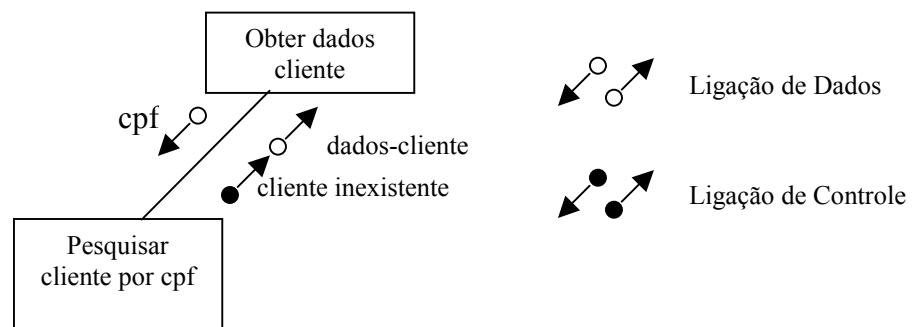 Obter dados
cliente
cpf
dados-cliente
cliente inexistente
Pesquisar
cliente por cpf
Ligação de Dados
Ligação de Controle